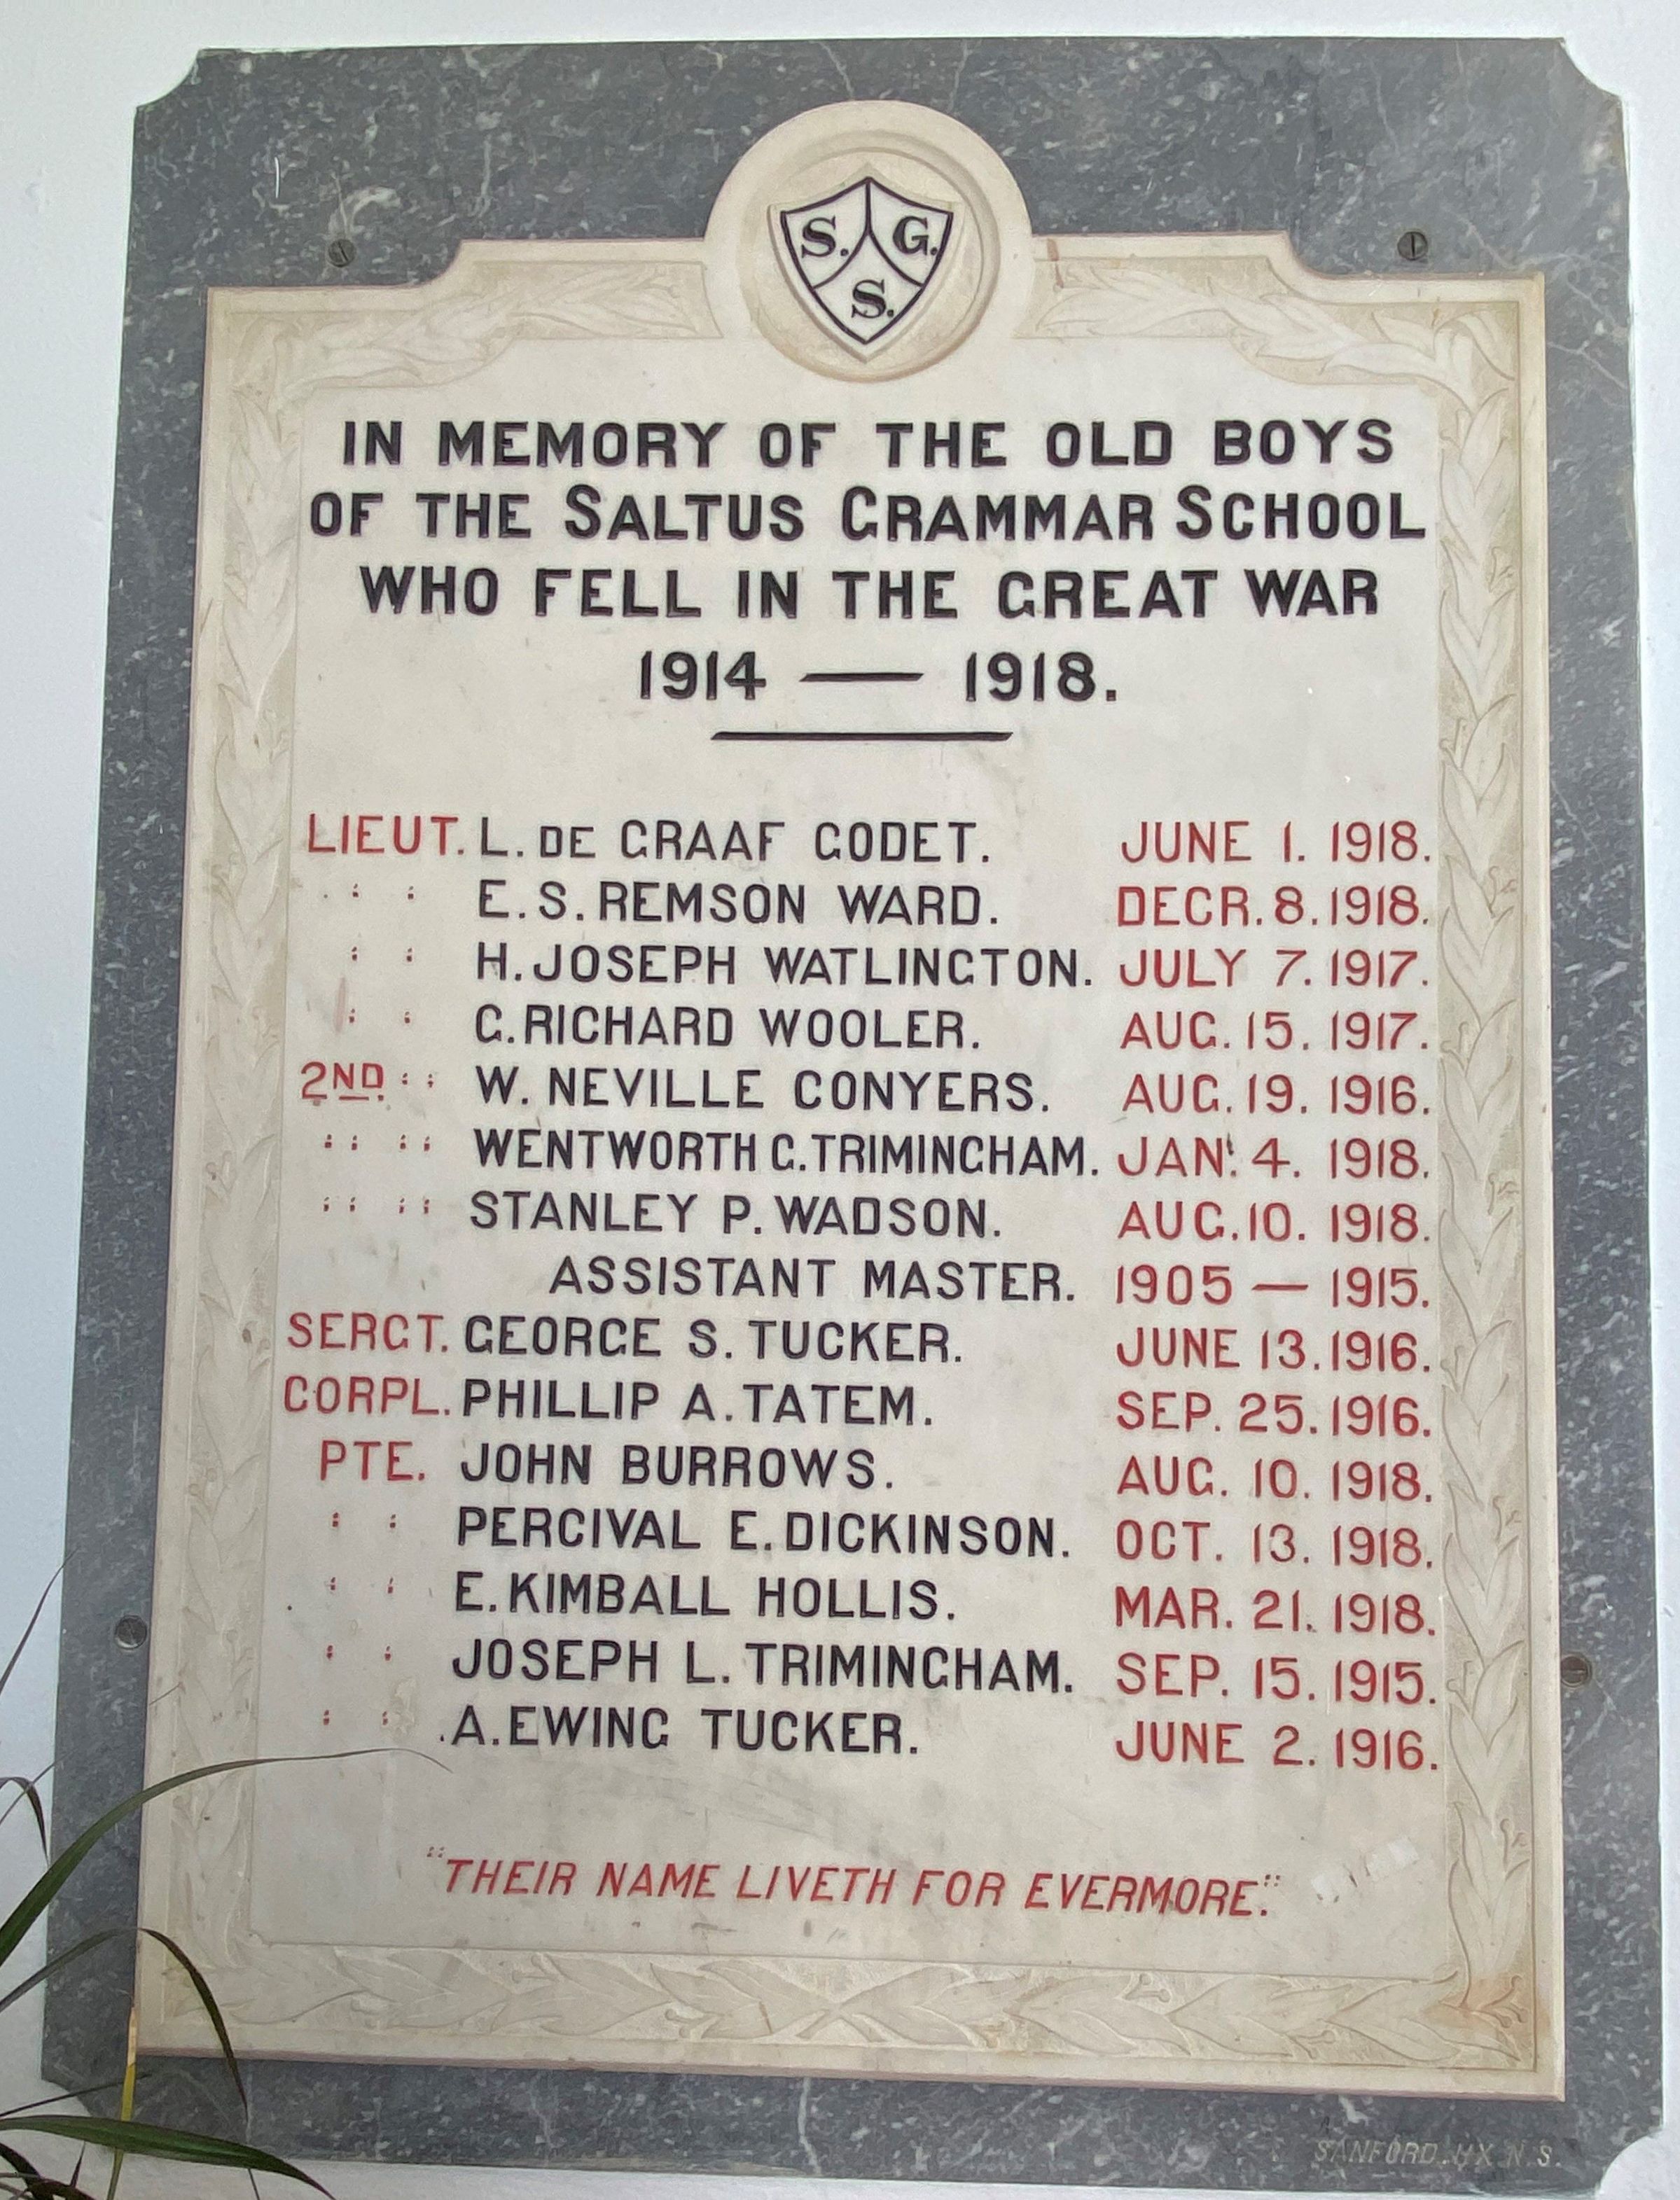 S. G.
S.
IN MEMORY OF THE OLD BOYS
OF THE SALTUS GRAMMAR SCHOOL
WHO FELL IN THE GREAT WAR
1914 — 1918.
LIEUT. L. DE GRAAF GODET. JUNE 1. 1918.
" " E. S. REMSON WARD. DECR. 8. 1918.
" " H. JOSEPH WATLINGTON. JULY 7. 1917.
" " G. RICHARD WOOLER. AUG. 15. 1917.
2ND. " W. NEVILLE CONYERS. AUG. 19. 1916.
" " WENTWORTH G. TRIMINGHAM. JAN'. 4. 1918.
" " STANLEY P. WADSON. AUG. 10. 1918.
ASSISTANT MASTER. 1905 — 1915.
SERGT. GEORGE S. TUCKER. JUNE 13. 1916.
CORPL. PHILLIP A. TATEM. SEP. 25. 1916.
PTE. JOHN BURROWS. AUG. 10. 1918.
" " PERCIVAL E. DICKINSON. OCT. 13. 1918.
" " E. KIMBALL HOLLIS. MAR. 21. 1918.
" " JOSEPH L. TRIMINGHAM. SEP. 15. 1915.
" " A. EWING TUCKER. JUNE 2. 1916.
"THEIR NAME LIVETH FOR EVERMORE."
SANFORD. HX N.S.